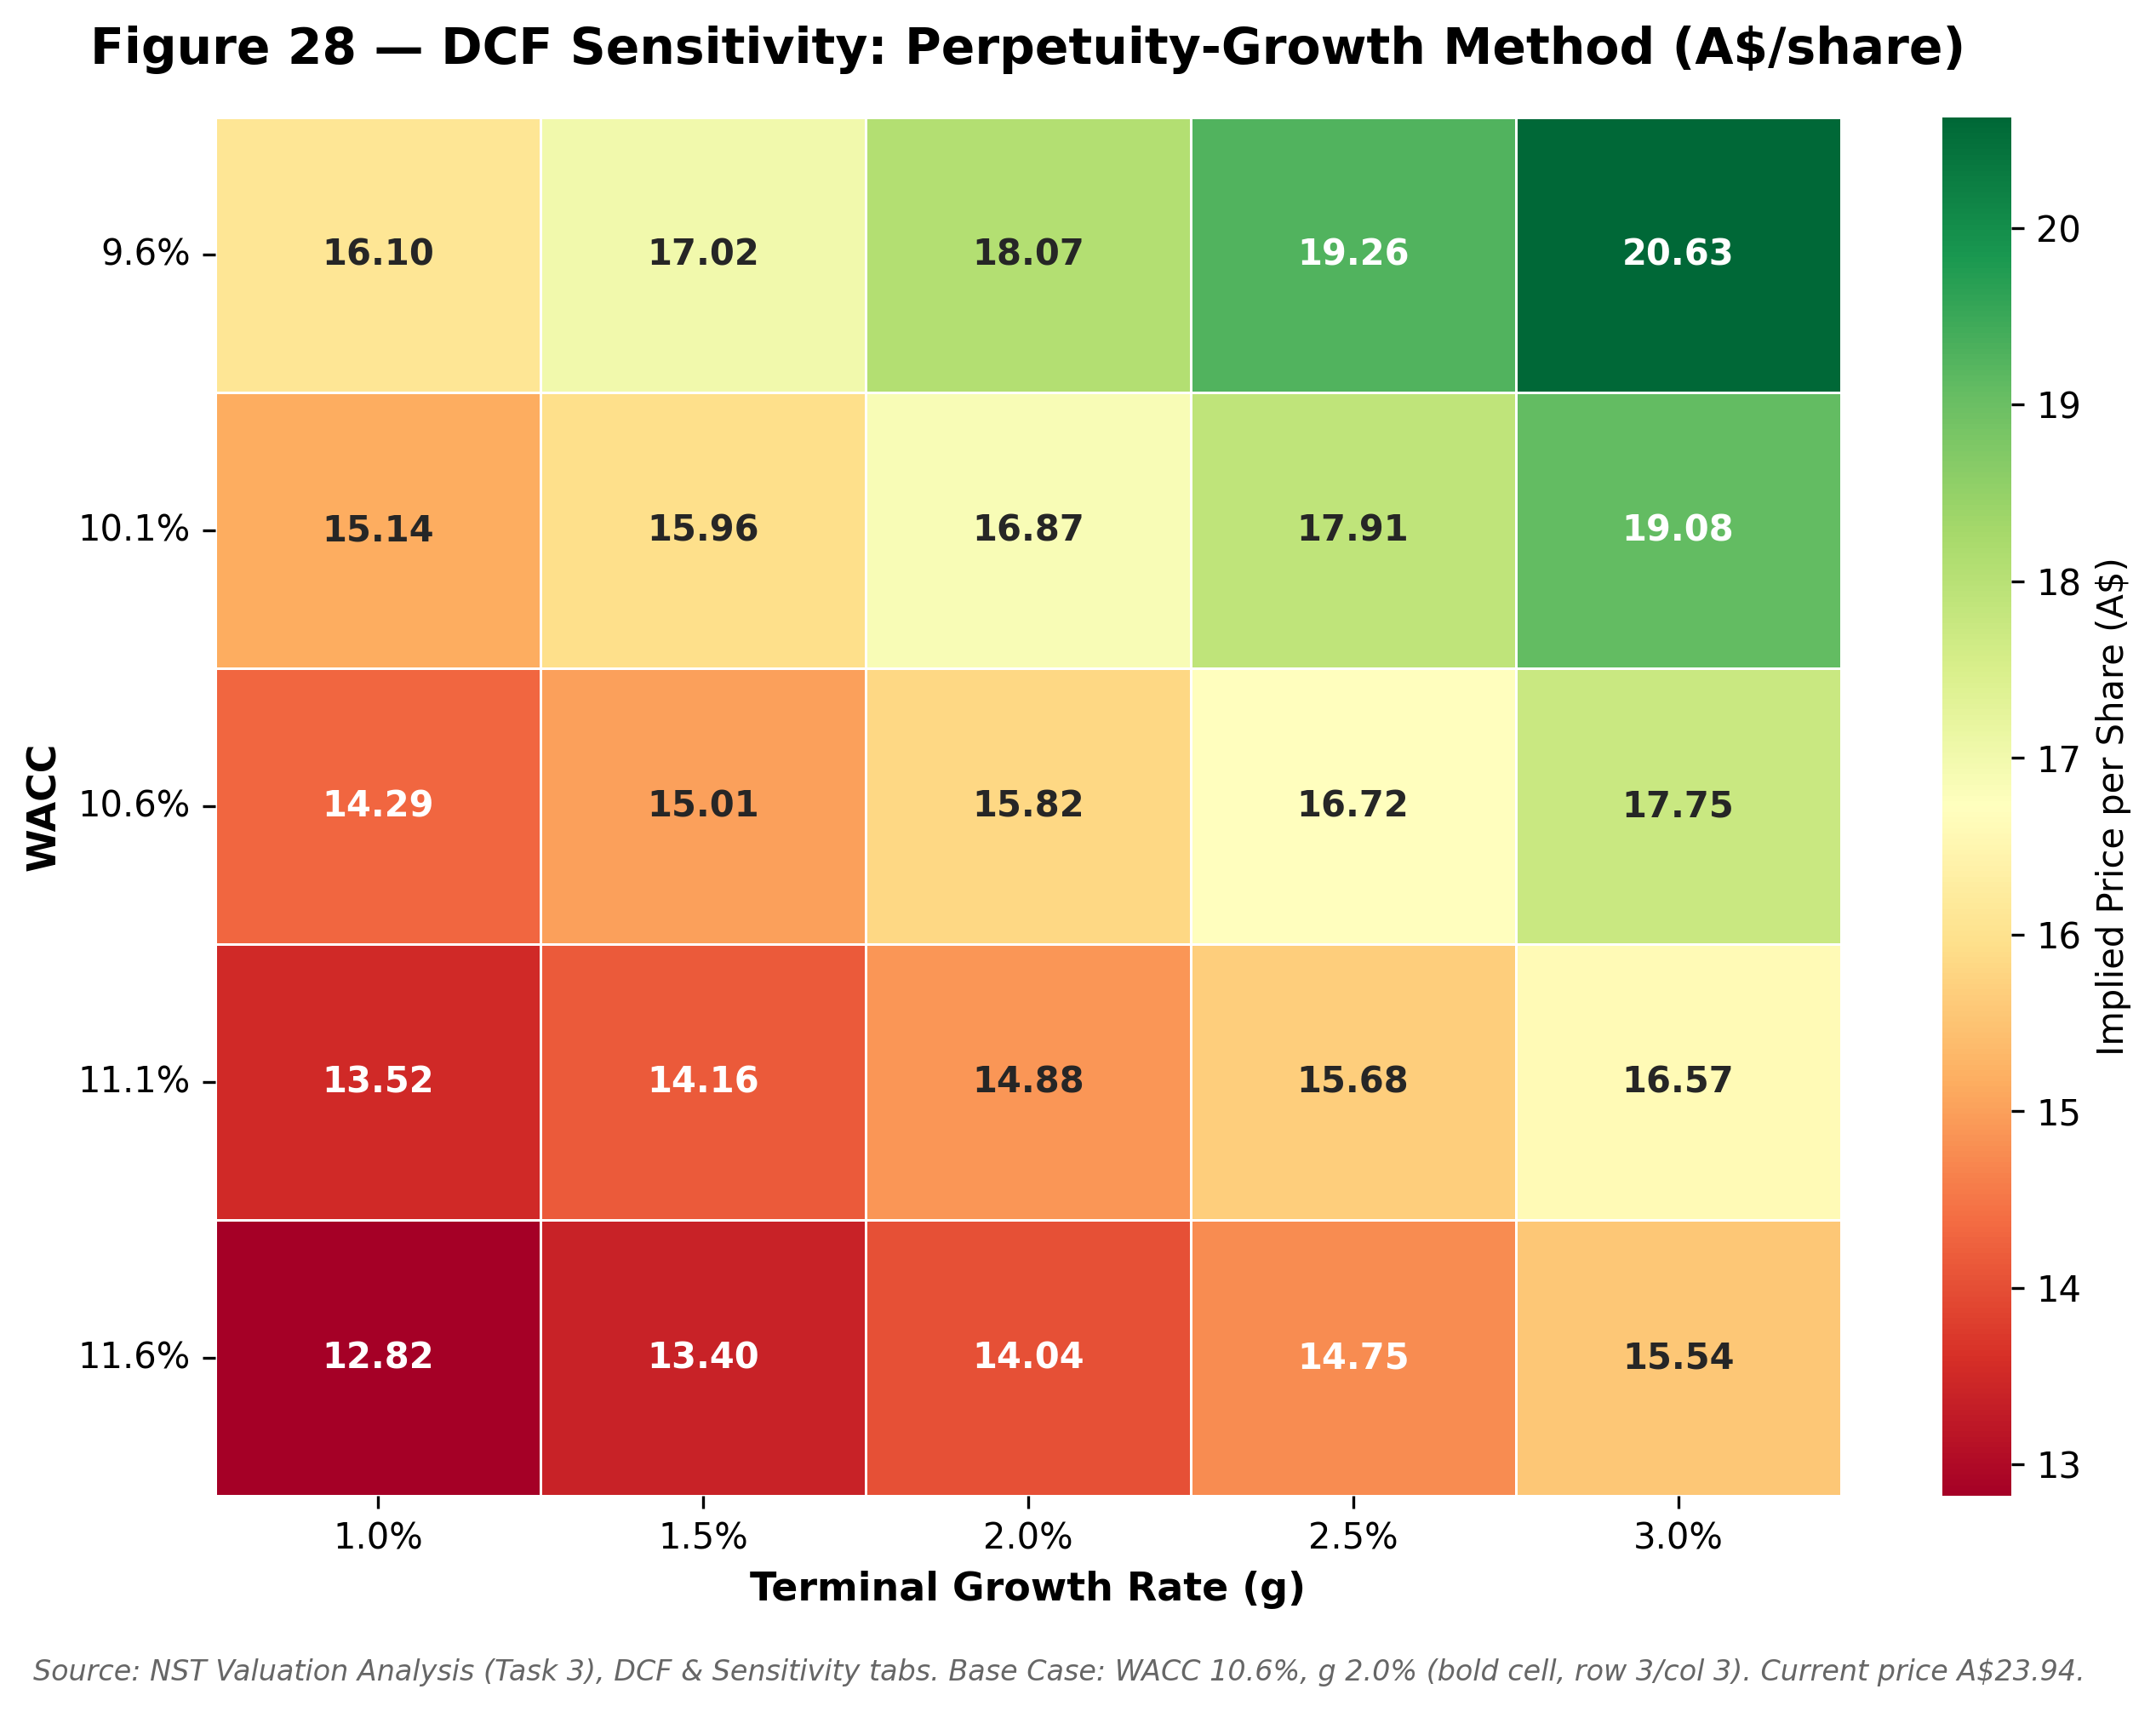 Figure 28 — DCF Sensitivity: Perpetuity-Growth Method (A$/share)
WACC
9.6% 16.10 17.02 18.07 19.26 20.63
10.1% 15.14 15.96 16.87 17.91 19.08
10.6% 14.29 15.01 15.82 16.72 17.75
11.1% 13.52 14.16 14.88 15.68 16.57
11.6% 12.82 13.40 14.04 14.75 15.54
1.0% 1.5% 2.0% 2.5% 3.0%
Terminal Growth Rate (g)
20
19
18
17
16
15
14
13
Implied Price per Share (A$)
Source: NST Valuation Analysis (Task 3), DCF & Sensitivity tabs. Base Case: WACC 10.6%, g 2.0% (bold cell, row 3/col 3). Current price A$23.94.